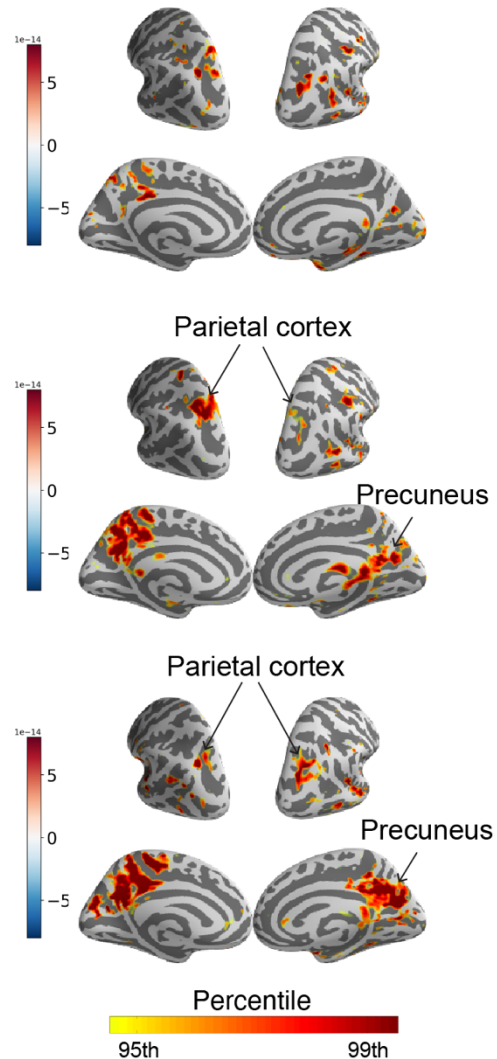 1e−14
5
0
−5
Parietal cortex
1e−14
5
0
−5
Precuneus
Parietal cortex
1e−14
5
0
−5
Precuneus
Percentile
95th
99th